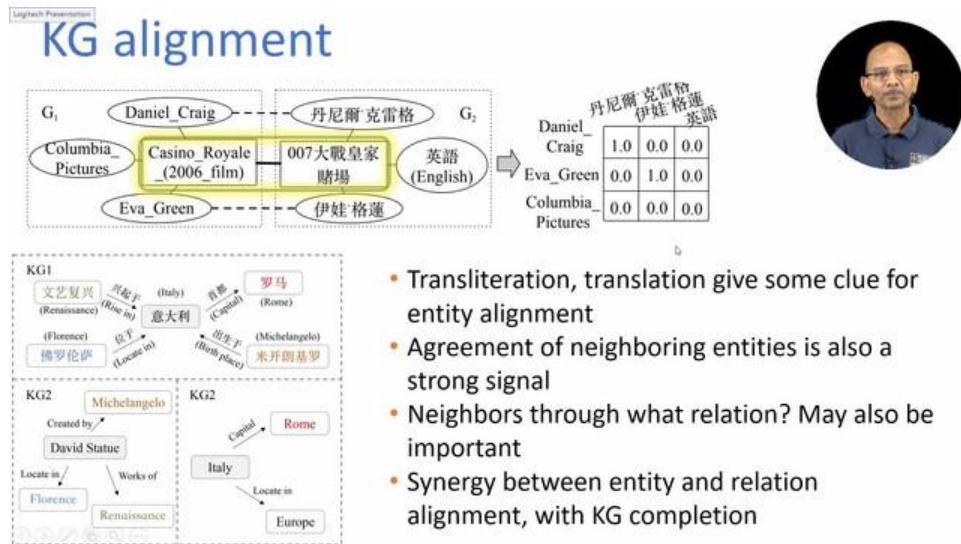 Logitech Presentation
KG alignment
G₁
Daniel_Craig
丹尼爾·克雷格
G₂
Columbia_
Pictures
Casino_Royale
_(2006_film)
007大戰皇家
賭場
英語
(English)
Eva_Green
伊娃·格蓮
丹尼爾·克雷格
伊娃·格蓮
英語
Daniel_
Craig
1.0 0.0 0.0
Eva_Green
0.0 1.0 0.0
Columbia_
Pictures
0.0 0.0 0.0
KG1
文艺复兴
(Renaissance)
兴起于
(Rise in)
(Italy)
意大利
首都
(Capital)
罗马
(Rome)
(Florence)
佛罗伦萨
位于
(Locate in)
出生于
(Birth place)
(Michelangelo)
米开朗基罗
KG2
Michelangelo
Created by
David Statue
Locate in
Works of
Florence
Renaissance
KG2
Capital
Rome
Italy
Locate in
Europe
• Transliteration, translation give some clue for
entity alignment
• Agreement of neighboring entities is also a
strong signal
• Neighbors through what relation? May also be
important
• Synergy between entity and relation
alignment, with KG completion